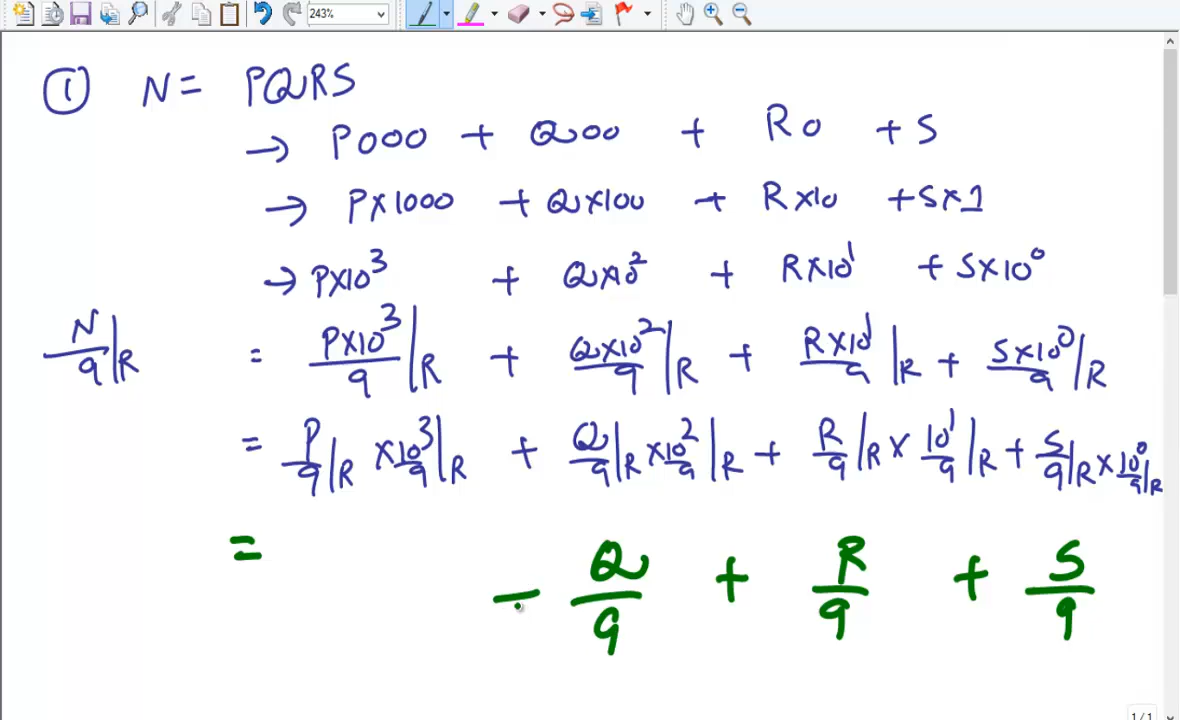 243%
① N = PQRS
→ P000 + Q00 + R0 + S
→ P×1000 + Q×100 + R×10 + S×1
→ P×10³ + Q×10² + R×10¹ + S×10⁰
N/9|R = P×10³/9|R + Q×10²/9|R + R×10¹/9|R + S×10⁰/9|R
= P/9|R ×10³/9|R + Q/9|R ×10²/9|R + R/9|R × 10¹/9|R + S/9|R ×10⁰/9|R
= − Q/9 + R/9 + S/9
1/1